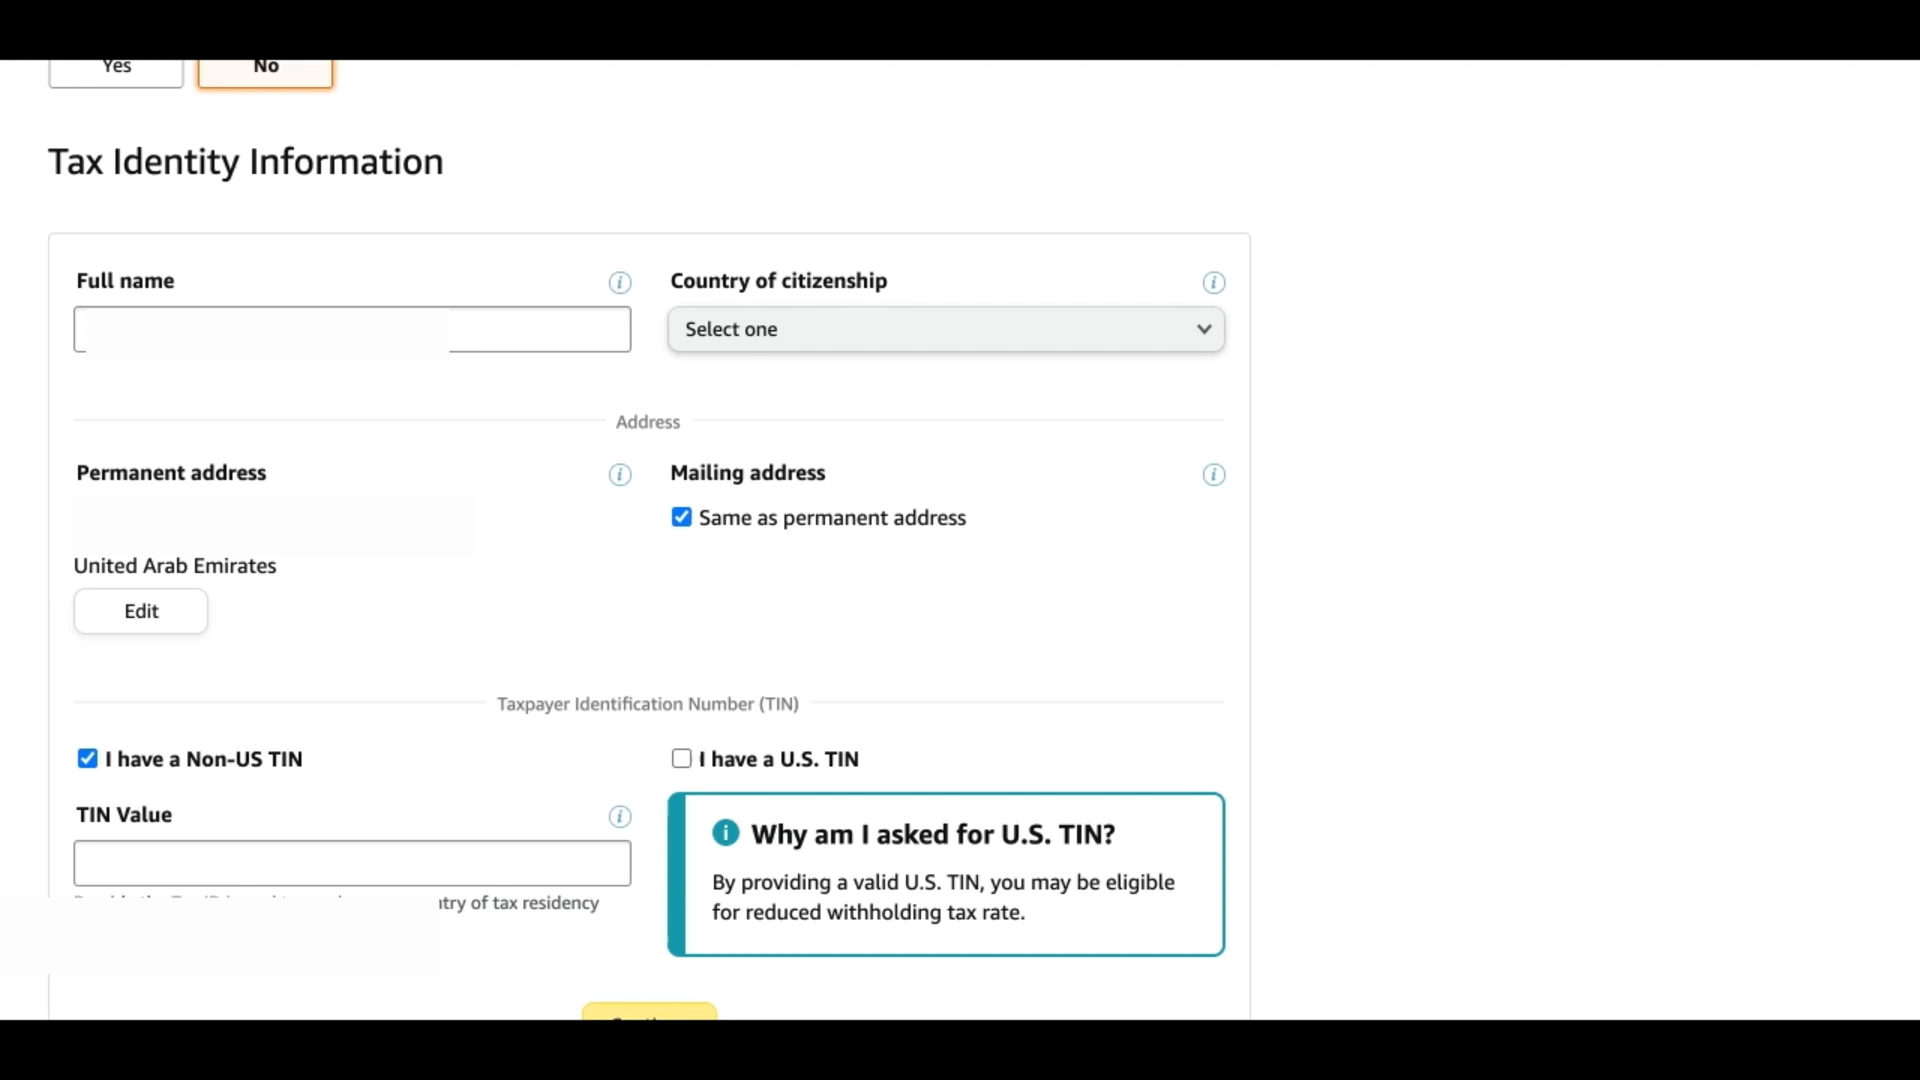 Yes
No
Tax Identity Information
Full name
Country of citizenship
Select one
Address
Permanent address
Mailing address
Same as permanent address
United Arab Emirates
Edit
Taxpayer Identification Number (TIN)
I have a Non-US TIN
I have a U.S. TIN
TIN Value
Why am I asked for U.S. TIN?
By providing a valid U.S. TIN, you may be eligible
for reduced withholding tax rate.
of tax residency